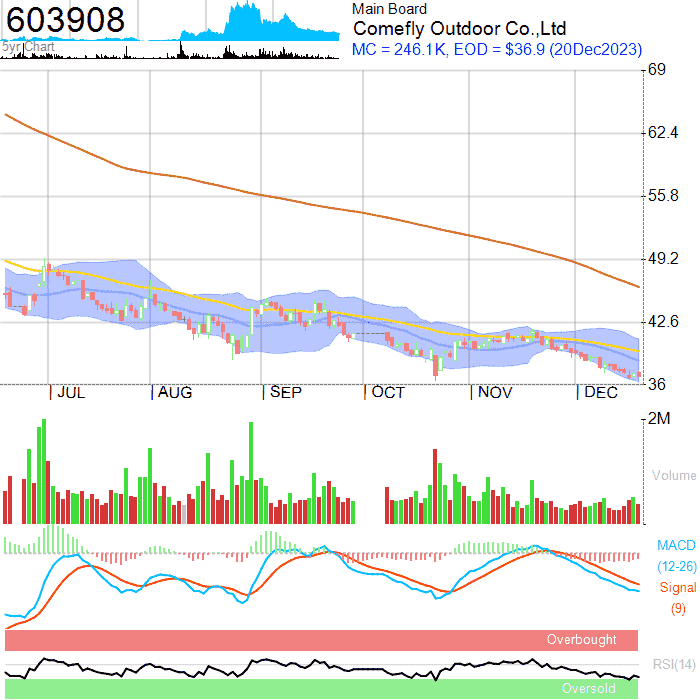 603908
5yr Chart
Main Board
Comefly Outdoor Co.,Ltd
MC = 246.1K, EOD = $36.9 (20Dec2023)
69
62.4
55.8
49.2
42.6
36
JUL AUG SEP OCT NOV DEC
2M
Volume
MACD
(12-26)
Signal
(9)
Overbought
RSI(14)
Oversold